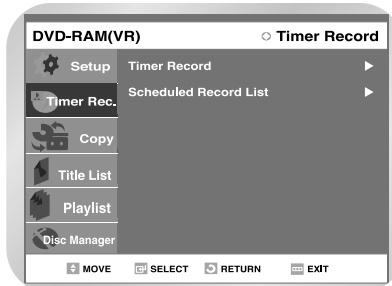 DVD-RAM(VR) Timer Record
Setup
Timer Record
Timer Rec.
Scheduled Record List
Copy
Title List
Playlist
Disc Manager
MOVE SELECT RETURN EXIT